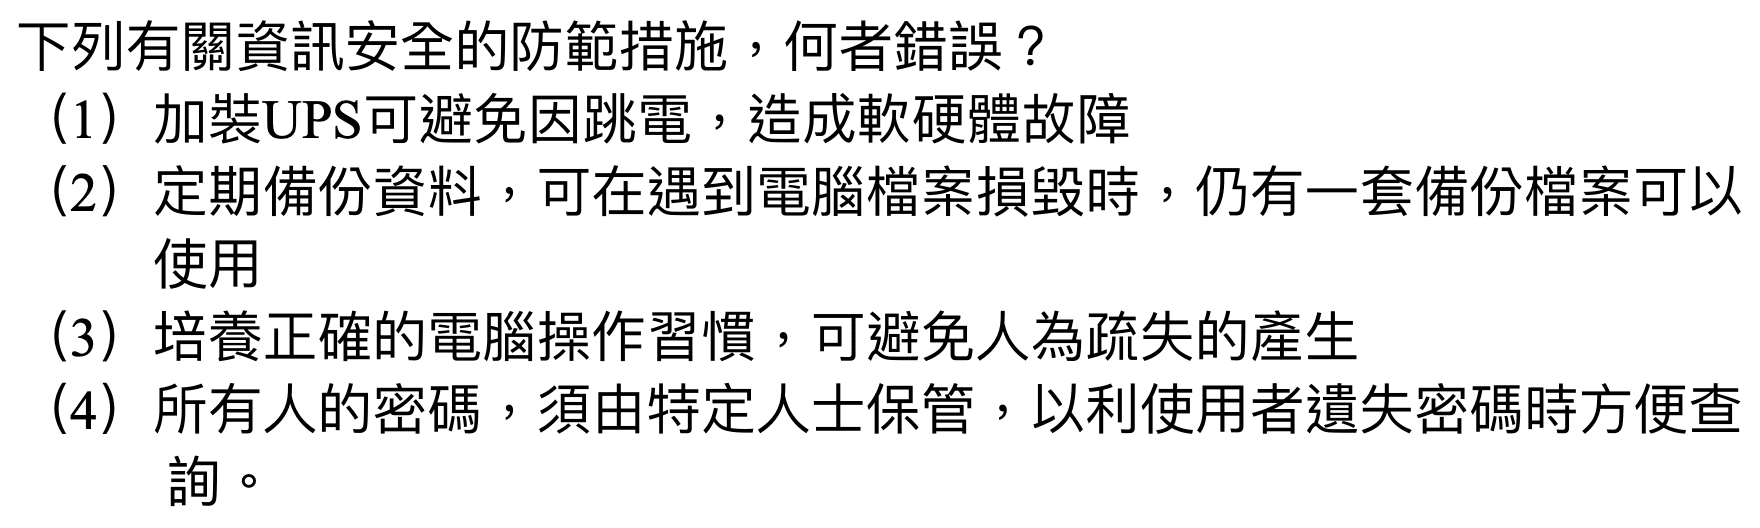 下列有關資訊安全的防範措施，何者錯誤？
（1）加裝UPS可避免因跳電，造成軟硬體故障
（2）定期備份資料，可在遇到電腦檔案損毀時，仍有一套備份檔案可以
使用
（3）培養正確的電腦操作習慣，可避免人為疏失的產生
（4）所有人的密碼，須由特定人士保管，以利使用者遺失密碼時方便查
詢。